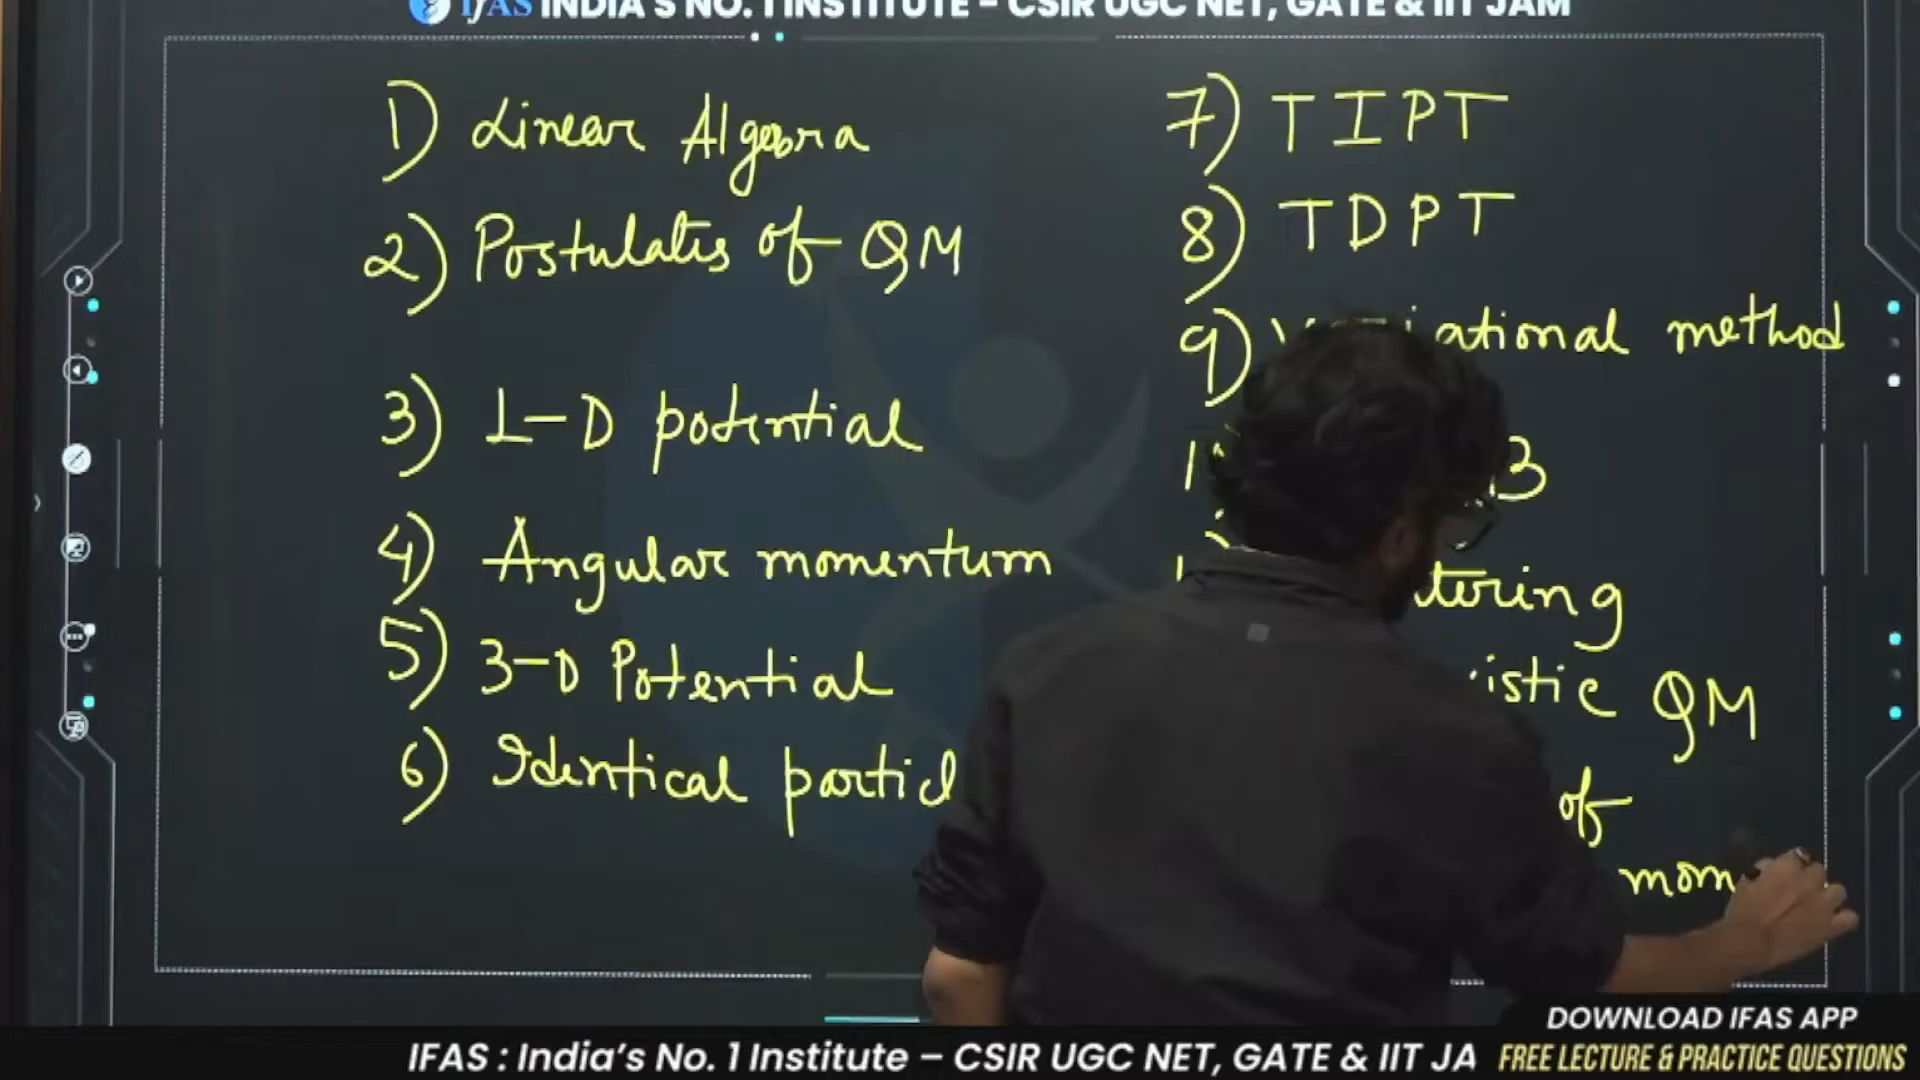 IFAS INDIA'S NO. 1 INSTITUTE – CSIR UGC NET, GATE & IIT JAM
1) Linear Algebra
2) Postulates of QM
3) 1-D potential
4) Angular momentum
5) 3-D Potential
6) Identical particl
7) TIPT
8) TDPT
9) Variational method
tering
istic QM
of
mom
DOWNLOAD IFAS APP
IFAS : India's No. 1 Institute – CSIR UGC NET, GATE & IIT JA
FREE LECTURE & PRACTICE QUESTIONS